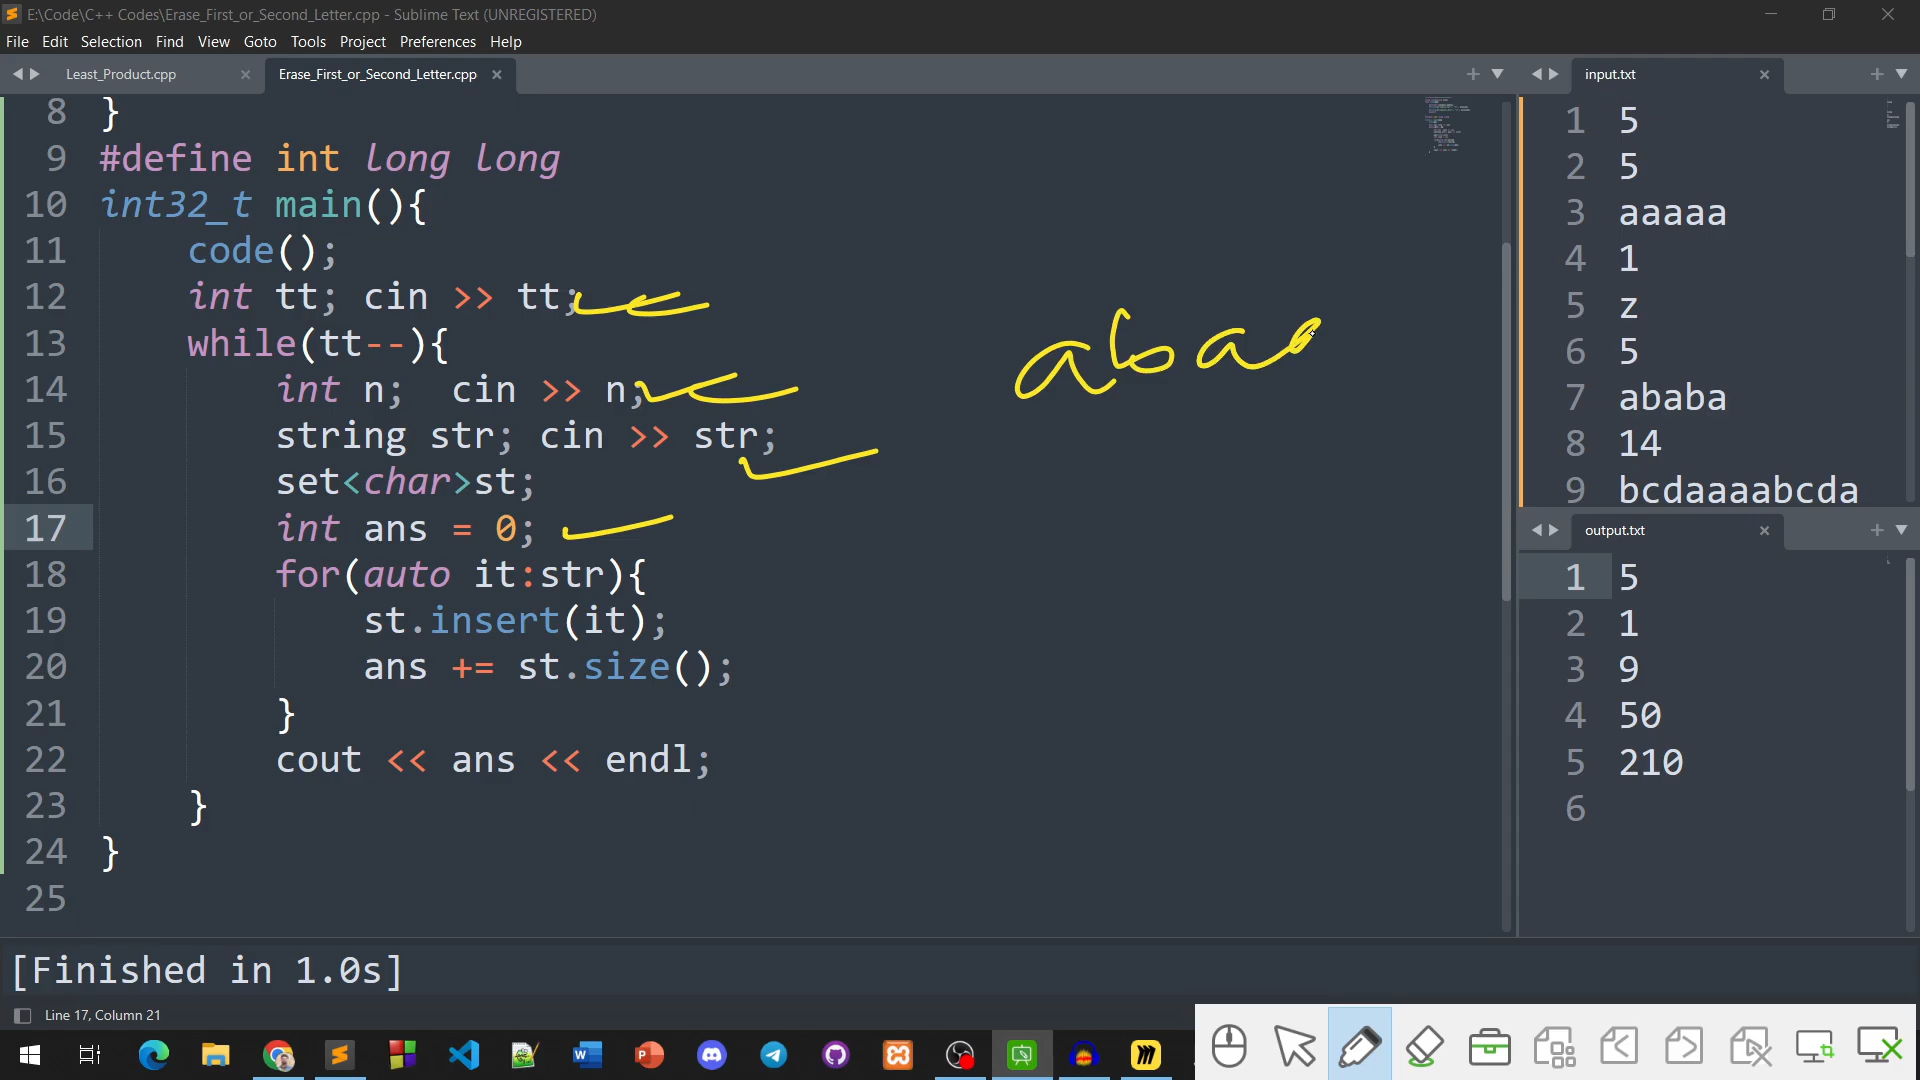 E:\Code\C++ Codes\Erase_First_or_Second_Letter.cpp - Sublime Text (UNREGISTERED)
File Edit Selection Find View Goto Tools Project Preferences Help
Least_Product.cpp
Erase_First_or_Second_Letter.cpp
8 }
9 #define int long long
10 int32_t main(){
11 code();
12 int tt; cin >> tt;
13 while(tt--){
14 int n; cin >> n;
15 string str; cin >> str;
16 set<char>st;
17 int ans = 0;
18 for(auto it:str){
19 st.insert(it);
20 ans += st.size();
21 }
22 cout << ans << endl;
23 }
24 }
25
aba
input.txt
1 5
2 5
3 aaaaa
4 1
5 z
6 5
7 ababa
8 14
9 bcdaaaabcda
output.txt
1 5
2 1
3 9
4 50
5 210
6
[Finished in 1.0s]
Line 17, Column 21